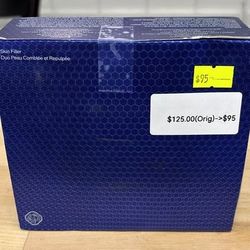 Skin Filler
Duo Peau Comblée et Repulpée
$95
$125.00(Orig)->$95